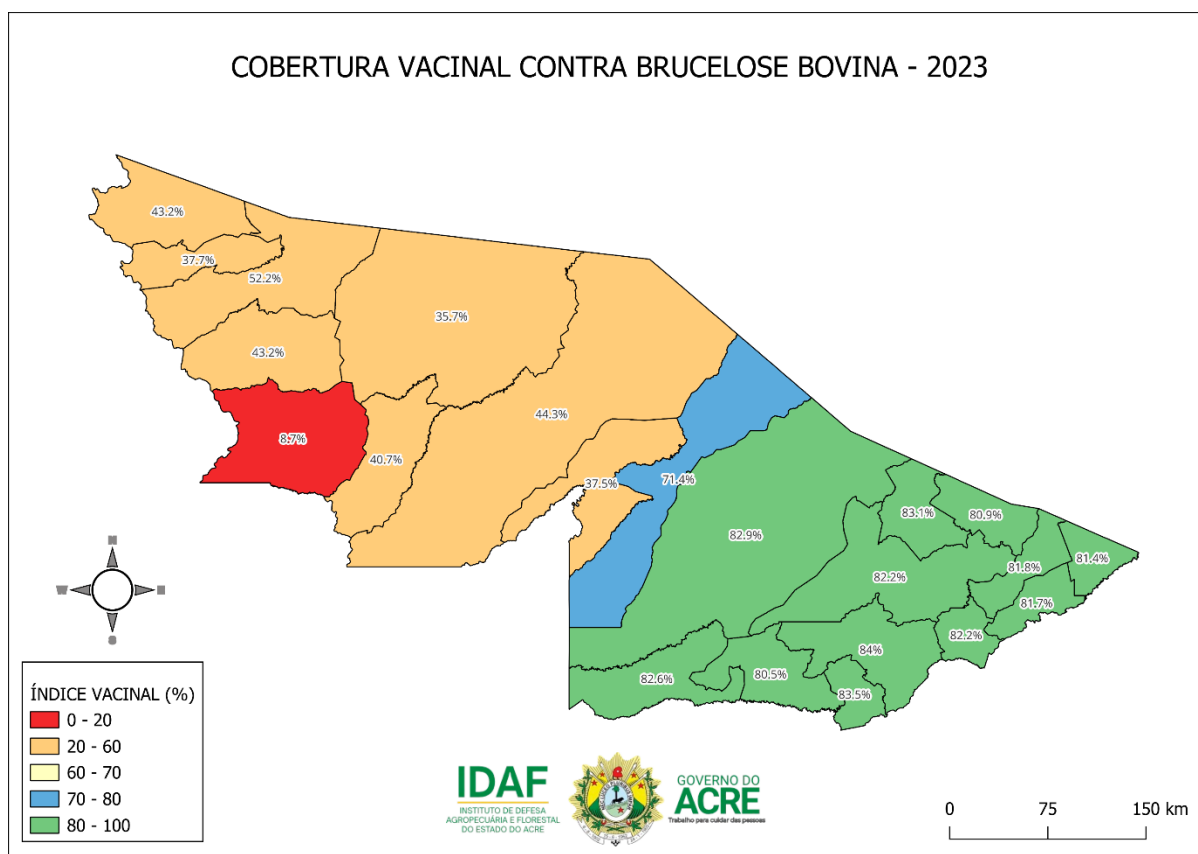 COBERTURA VACINAL CONTRA BRUCELOSE BOVINA - 2023
43.2%
37.7%
52.2%
35.7%
43.2%
44.3%
8.7%
40.7%
37.5%
71.4%
82.9%
83.1%
80.9%
82.2%
81.8%
81.4%
81.7%
82.2%
84%
82.6%
80.5%
83.5%
N
W
E
S
ÍNDICE VACINAL (%)
0 - 20
20 - 60
60 - 70
70 - 80
80 - 100
IDAF
INSTITUTO DE DEFESA
AGROPECUÁRIA E FLORESTAL
DO ESTADO DO ACRE
GOVERNO DO
ACRE
Trabalho para cuidar das pessoas
0 75 150 km